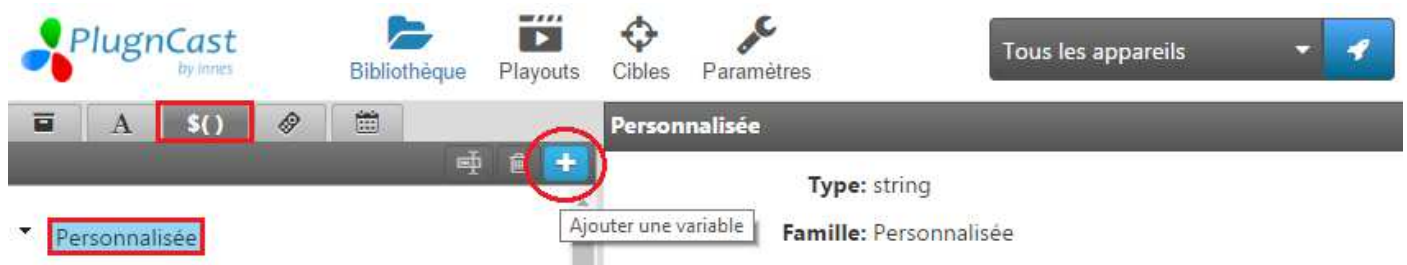 PlugnCast
by innes
Bibliothèque
Playouts
Cibles
Paramètres
Tous les appareils
A
$()
Personnalisée
Type: string
Ajouter une variable
Famille: Personnalisée
Personnalisée